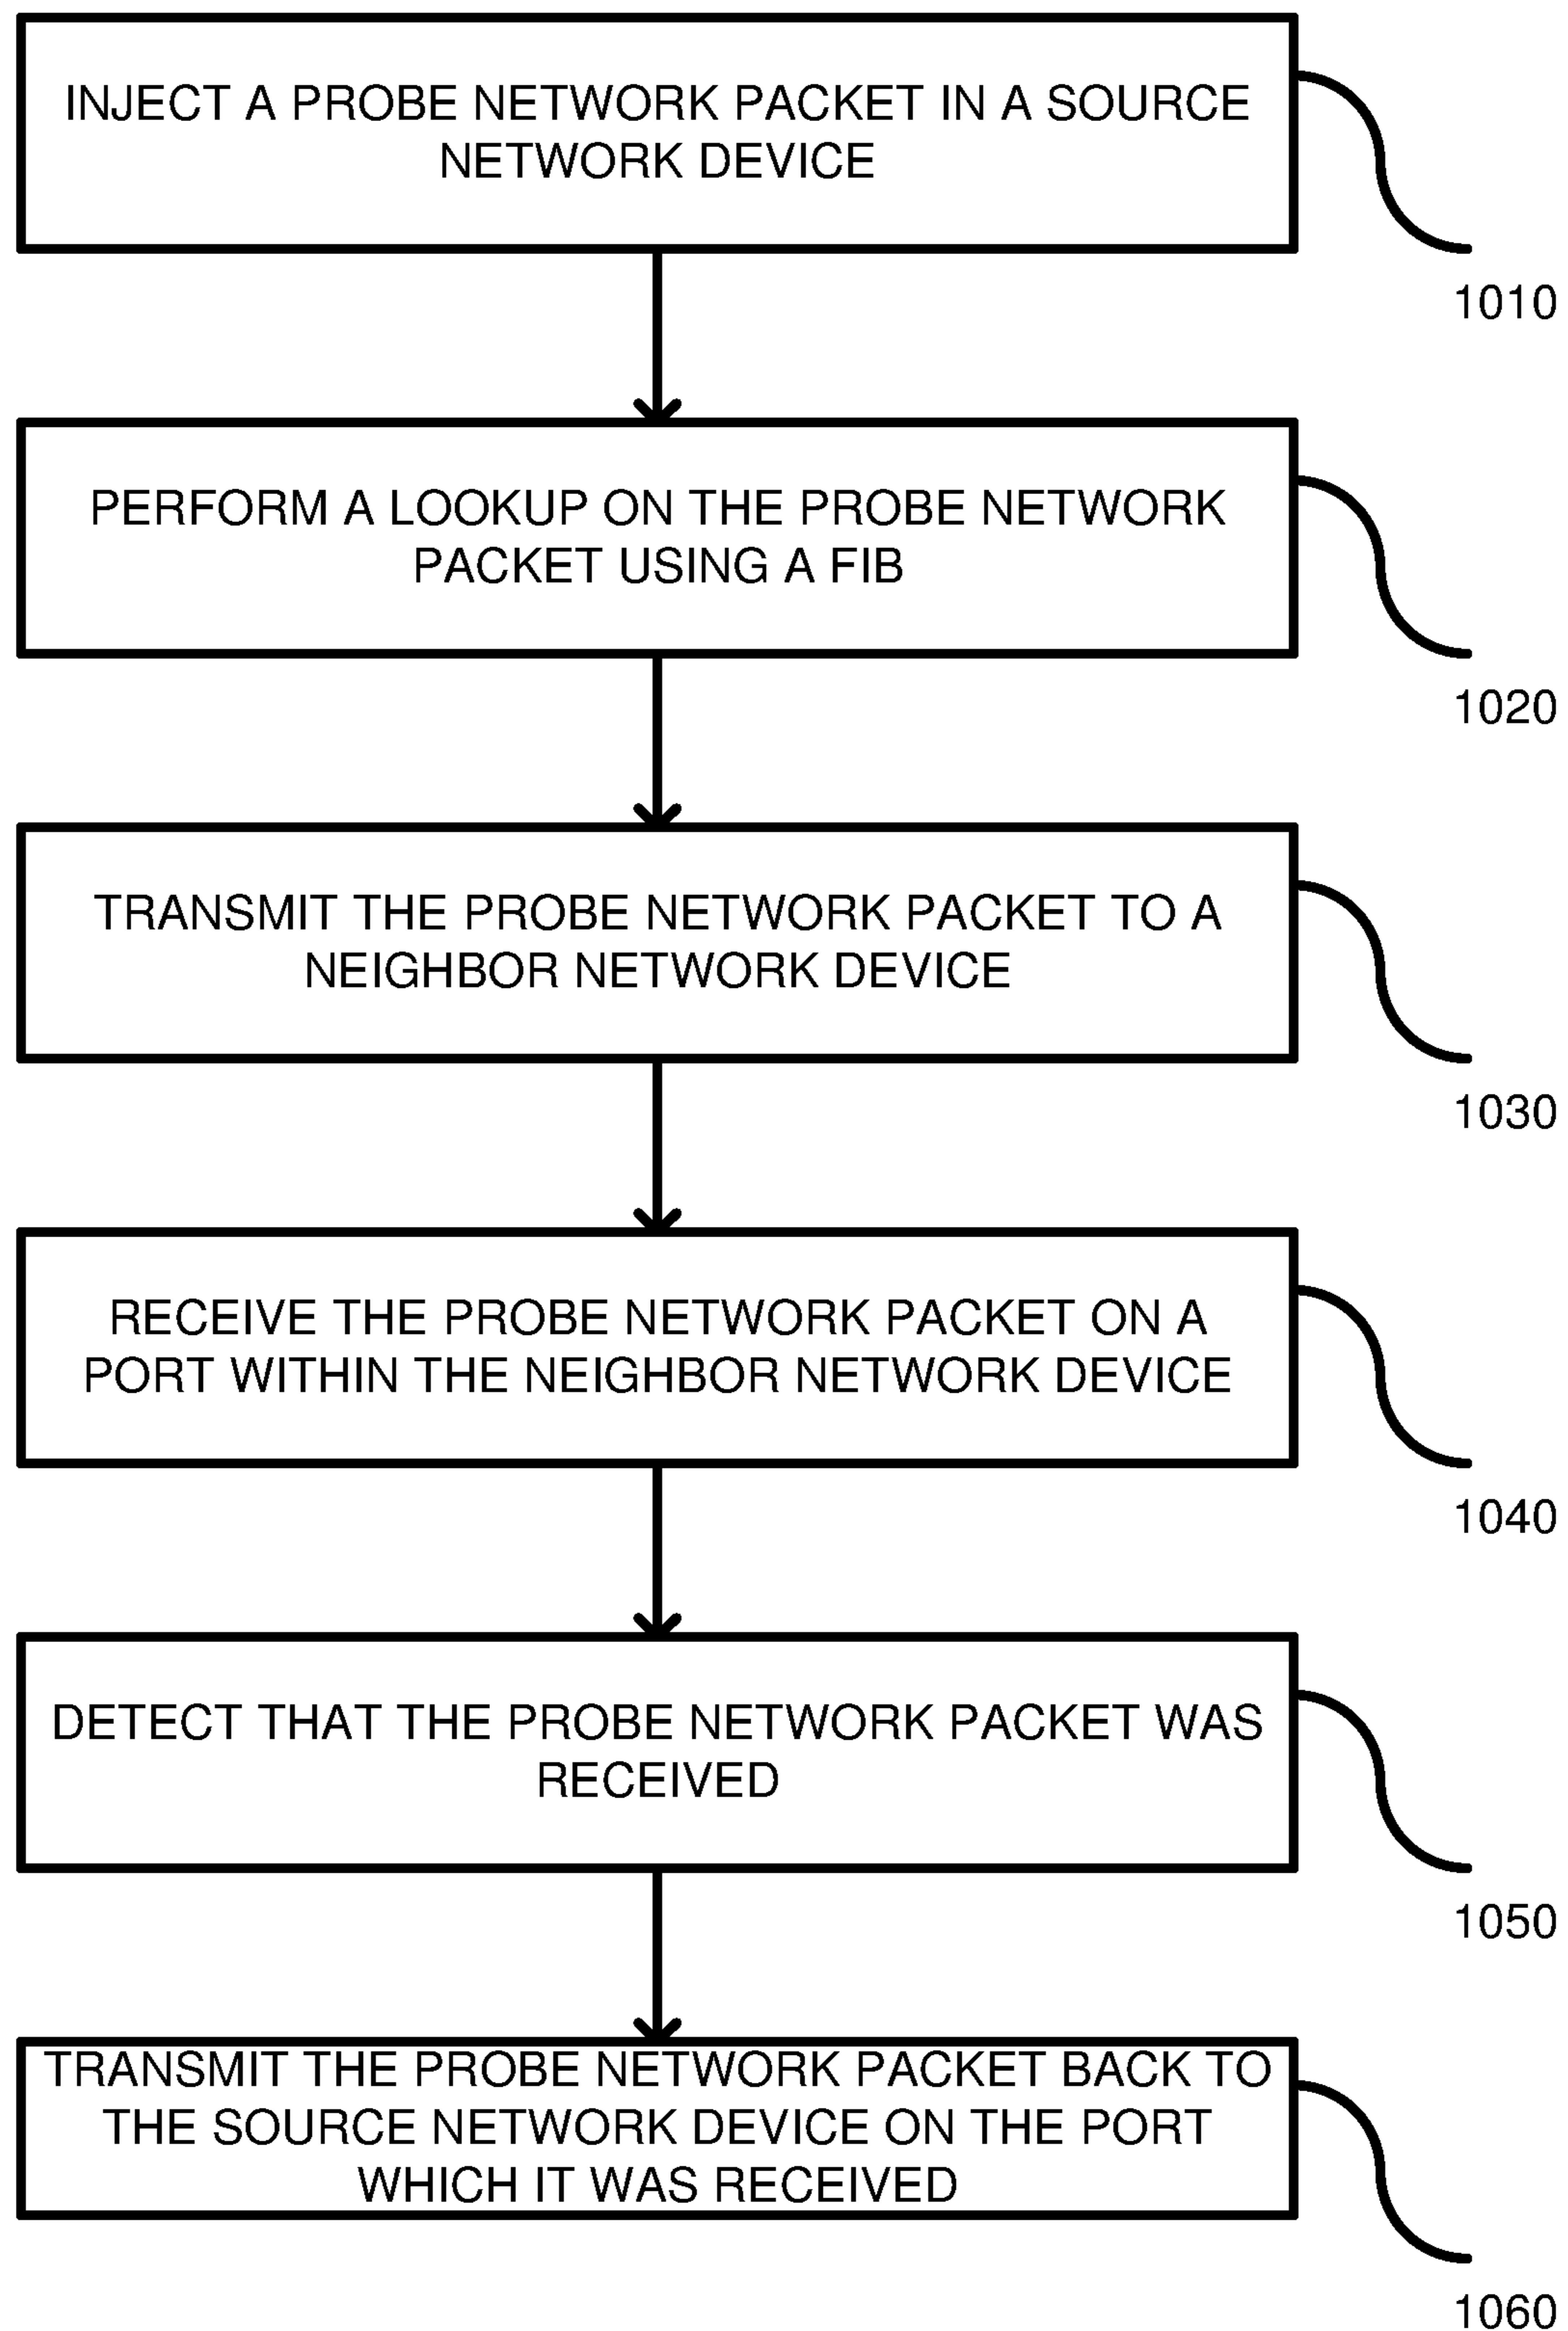 INJECT A PROBE NETWORK PACKET IN A SOURCE
NETWORK DEVICE
1010
PERFORM A LOOKUP ON THE PROBE NETWORK
PACKET USING A FIB
1020
TRANSMIT THE PROBE NETWORK PACKET TO A
NEIGHBOR NETWORK DEVICE
1030
RECEIVE THE PROBE NETWORK PACKET ON A
PORT WITHIN THE NEIGHBOR NETWORK DEVICE
1040
DETECT THAT THE PROBE NETWORK PACKET WAS
RECEIVED
1050
TRANSMIT THE PROBE NETWORK PACKET BACK TO
THE SOURCE NETWORK DEVICE ON THE PORT
WHICH IT WAS RECEIVED
1060